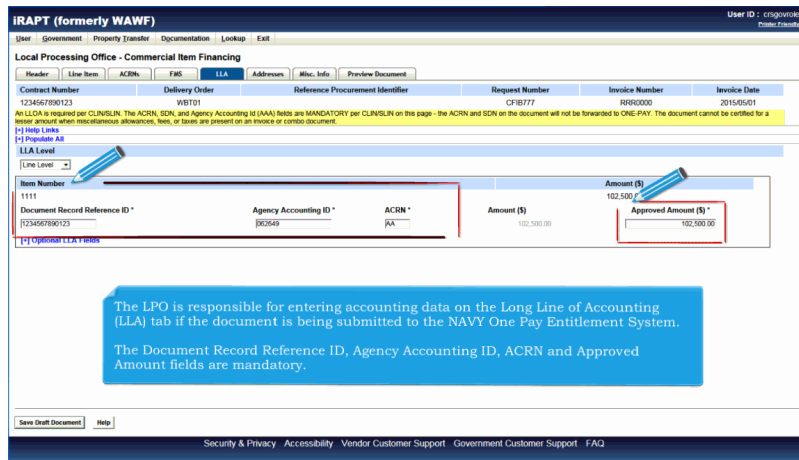 iRAPT (formerly WAWF)
User ID : crsgovrole
Printer Friendly
User Government Property Transfer Documentation Lookup Exit
Local Processing Office - Commercial Item Financing
Header Line Item ACRNs FMS LLA Addresses Misc. Info Preview Document
Contract Number Delivery Order Reference Procurement Identifier Request Number Invoice Number Invoice Date
1234567890123 WBT01 CFIB777 RRR0000 2015/05/01
An LLOA is required per CLIN/SLIN. The ACRN, SDN, and Agency Accounting Id (AAA) fields are MANDATORY per CLIN/SLIN on this page - the ACRN and SDN on the document will not be forwarded to ONE-PAY. The document cannot be certified for a
lesser amount when miscellaneous allowances, fees, or taxes are present on an invoice or combo document.
[+] Help Links
[+] Populate All
LLA Level
Line Level
Item Number Amount ($)
1111 102,500.00
Document Record Reference ID * Agency Accounting ID * ACRN * Amount ($) Approved Amount ($) *
1234567890123 062649 AA 102,500.00 102,500.00
[+] Optional LLA Fields
The LPO is responsible for entering accounting data on the Long Line of Accounting
(LLA) tab if the document is being submitted to the NAVY One Pay Entitlement System.
The Document Record Reference ID, Agency Accounting ID, ACRN and Approved
Amount fields are mandatory.
Save Draft Document Help
Security & Privacy Accessibility Vendor Customer Support Government Customer Support FAQ